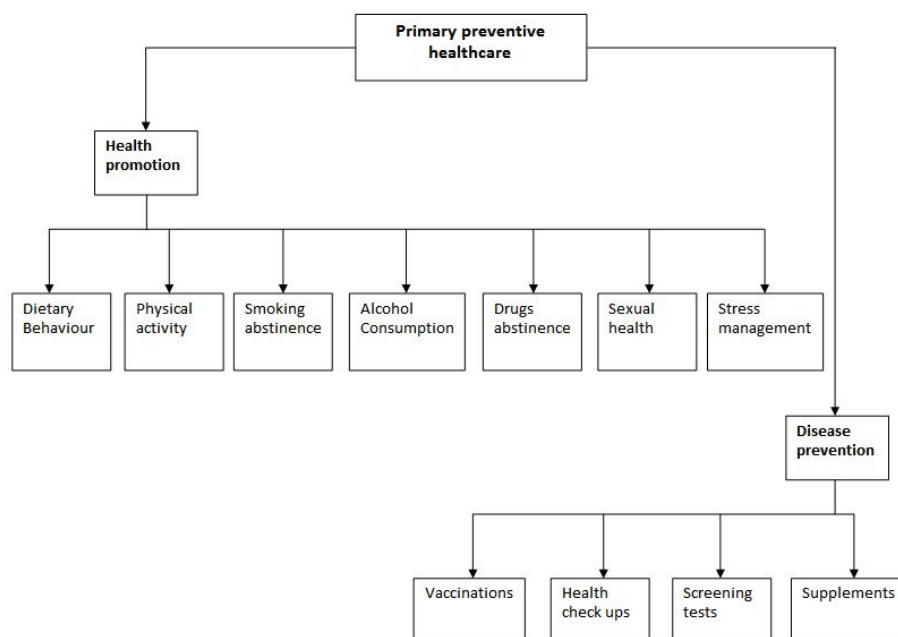 Primary preventive
healthcare
Health
promotion
Dietary
Behaviour
Physical
activity
Smoking
abstinence
Alcohol
Consumption
Drugs
abstinence
Sexual
health
Stress
management
Disease
prevention
Vaccinations
Health
check ups
Screening
tests
Supplements